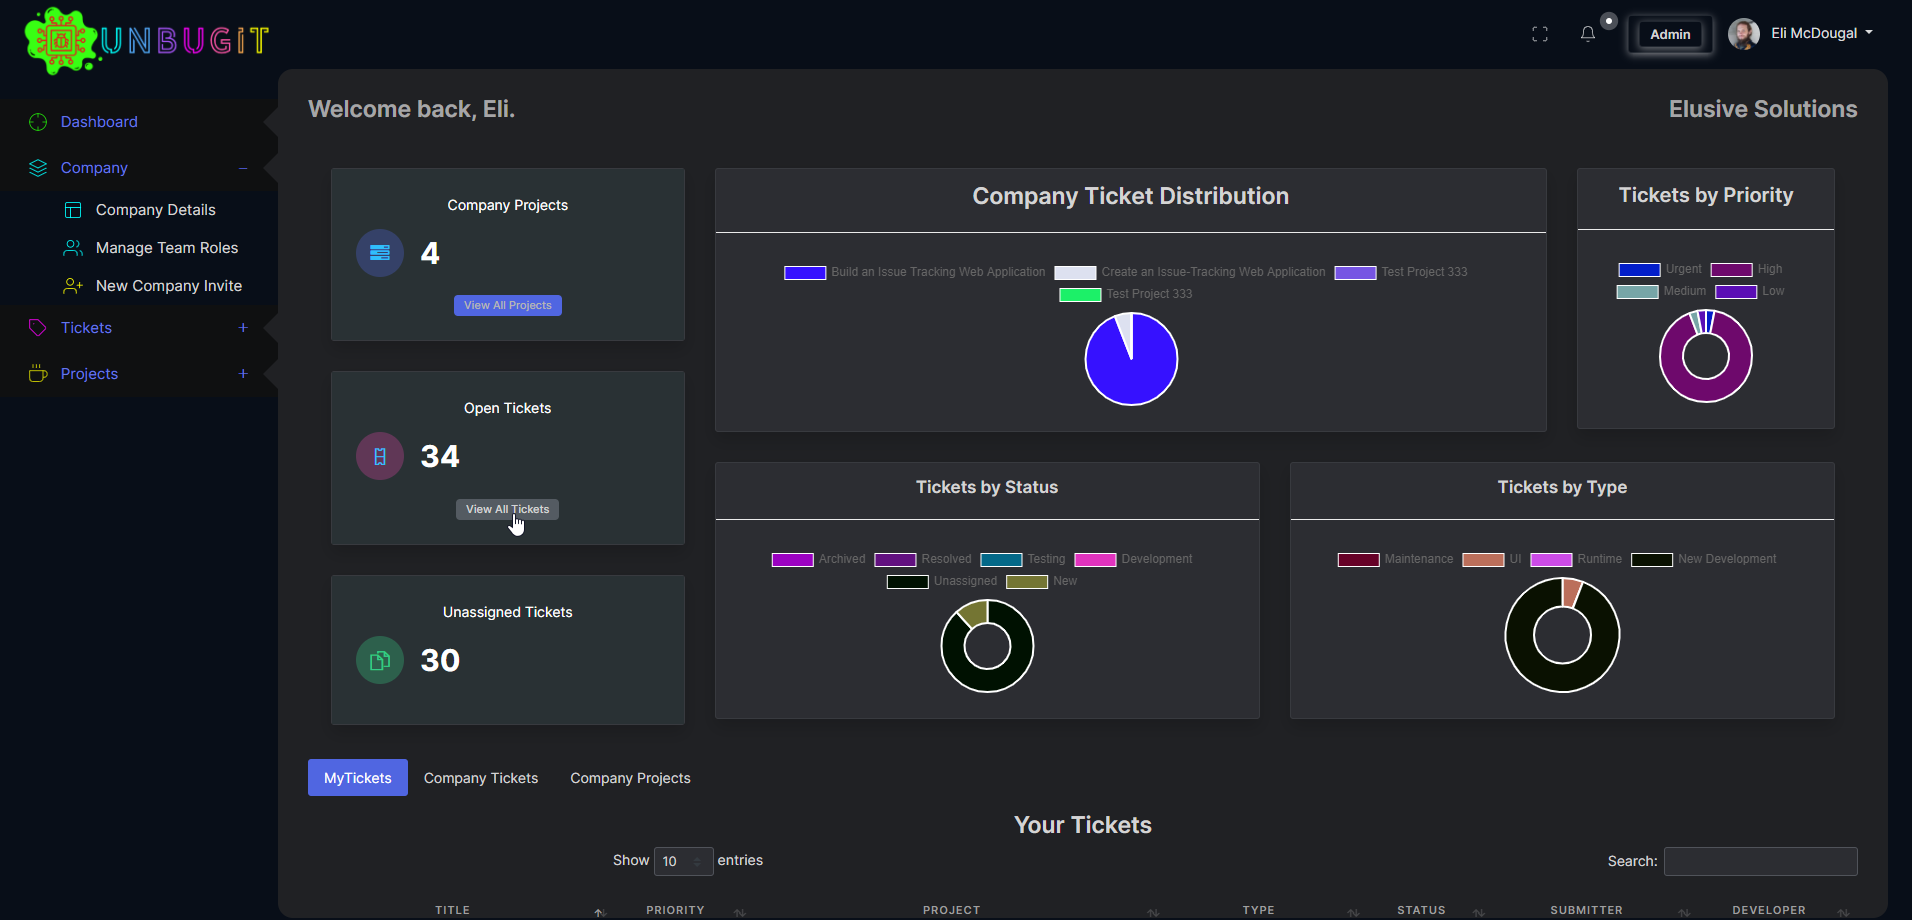 UNBUGIT
Admin
Eli McDougal
Welcome back, Eli.
Elusive Solutions
Dashboard
Company
Company Details
Manage Team Roles
New Company Invite
Tickets
Projects
Company Projects
4
View All Projects
Open Tickets
34
View All Tickets
Unassigned Tickets
30
Company Ticket Distribution
Build an Issue Tracking Web Application Create an Issue-Tracking Web Application Test Project 333
Test Project 333
Tickets by Priority
Urgent High
Medium Low
Tickets by Status
Archived Resolved Testing Development
Unassigned New
Tickets by Type
Maintenance UI Runtime New Development
MyTickets Company Tickets Company Projects
Your Tickets
Show 10 entries
Search:
TITLE PRIORITY PROJECT TYPE STATUS SUBMITTER DEVELOPER